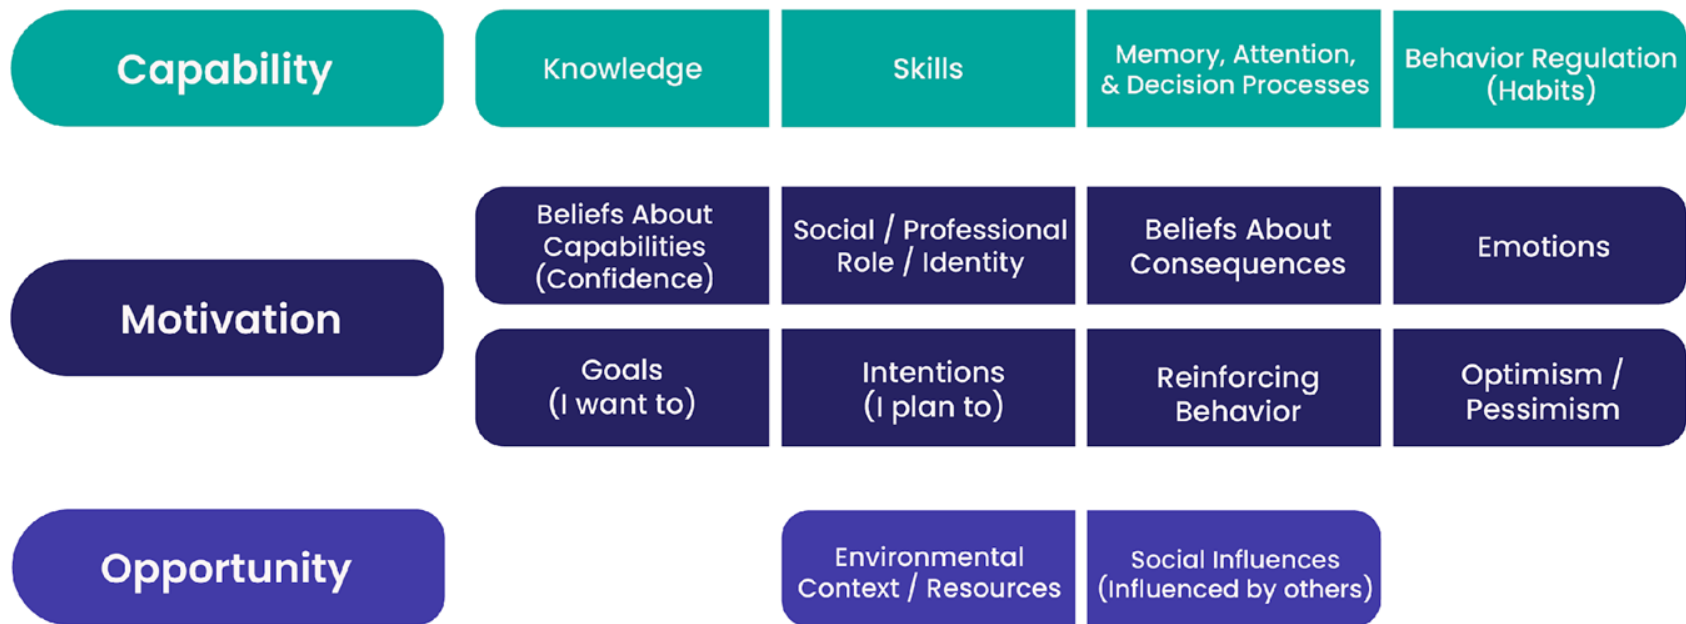 Capability
Knowledge
Skills
Memory, Attention,
& Decision Processes
Behavior Regulation
(Habits)
Motivation
Beliefs About
Capabilities
(Confidence)
Social / Professional
Role / Identity
Beliefs About
Consequences
Emotions
Goals
(I want to)
Intentions
(I plan to)
Reinforcing
Behavior
Optimism /
Pessimism
Opportunity
Environmental
Context / Resources
Social Influences
(Influenced by others)